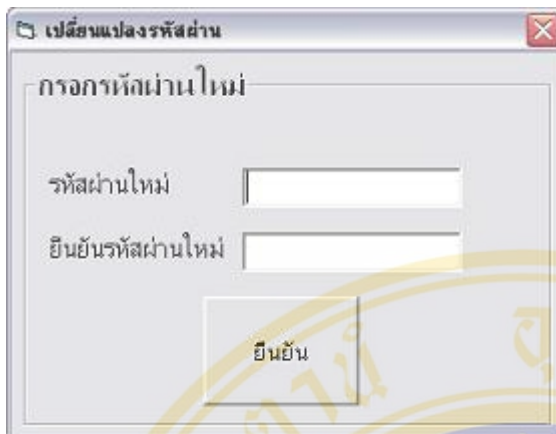 เปลี่ยนแปลงรหัสผ่าน
กรอกรหัสผ่านใหม่
รหัสผ่านใหม่
ยืนยันรหัสผ่านใหม่
ยืนยัน